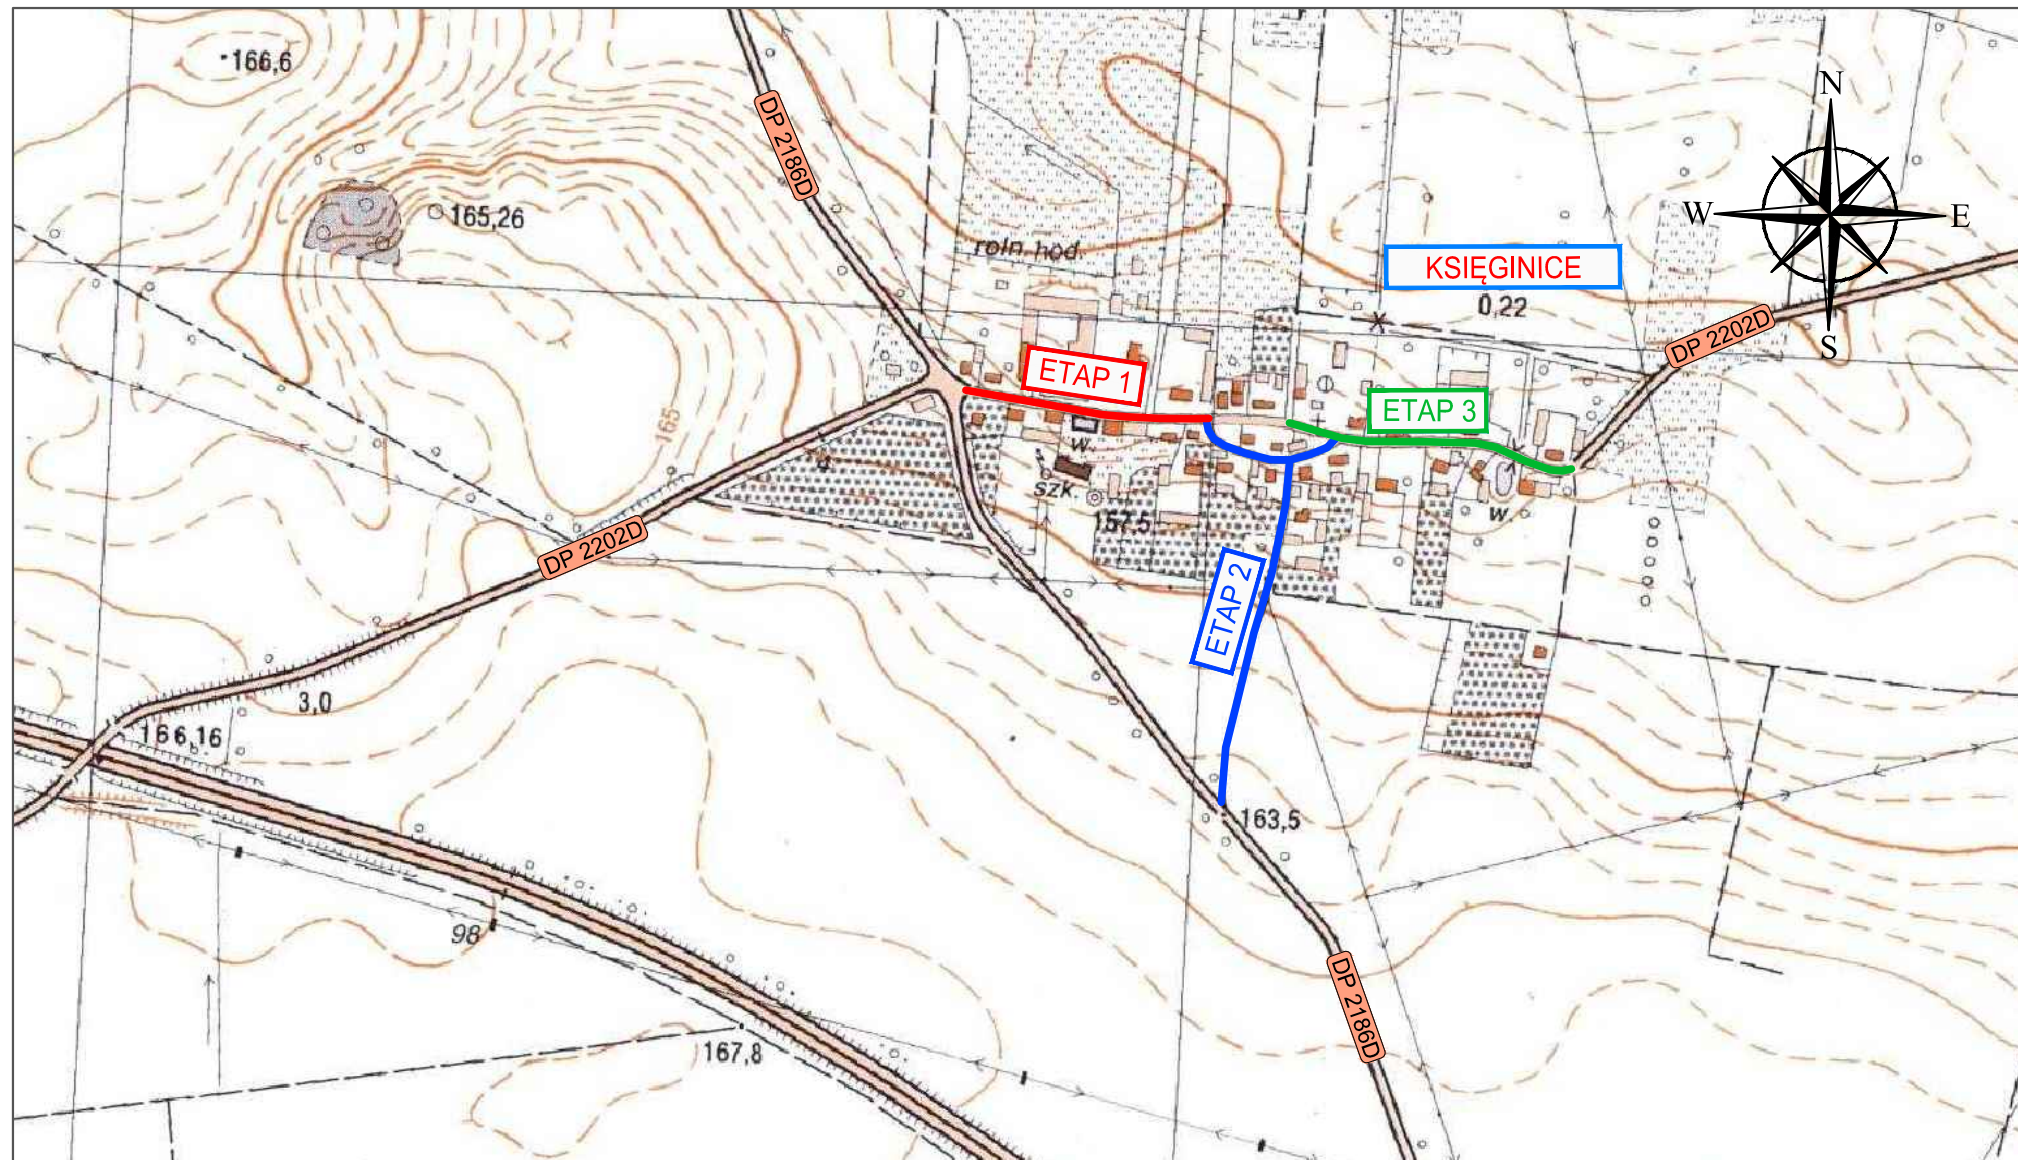 166,6
N
DP 2186D
165,26
W
E
roln. hod.
KSIĘGINICE
0,22
S
DP 2202D
ETAP 1
ETAP 3
165
w.
szk.
157,5
w.
DP 2202D
ETAP 2
3,0
166,16
163,5
98
DP 2186D
167,8